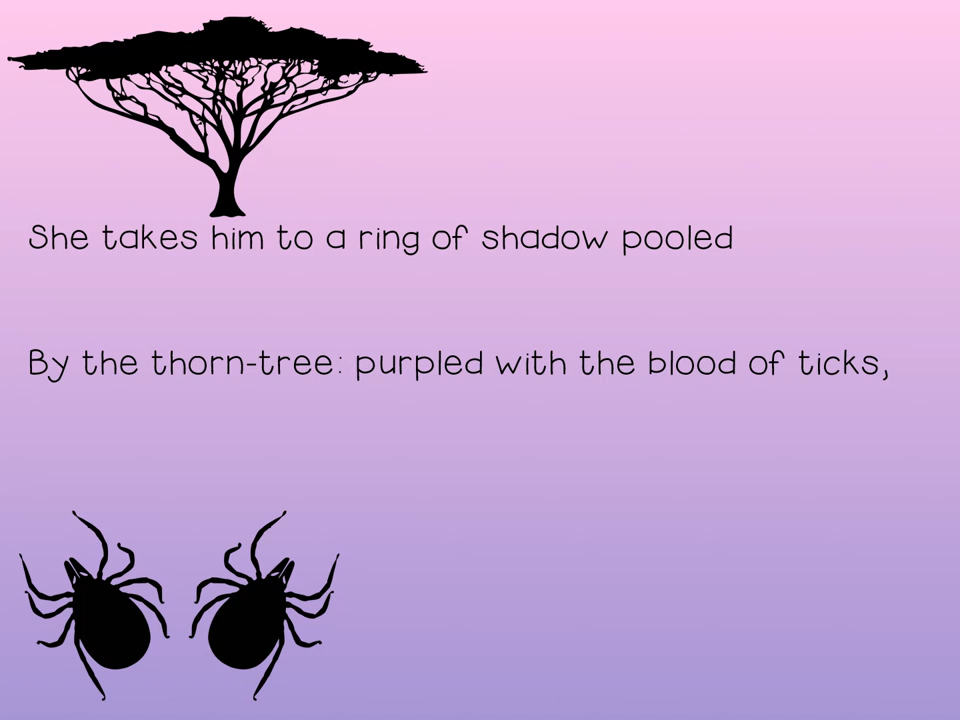 She takes him to a ring of shadow pooled
By the thorn-tree: purpled with the blood of ticks,